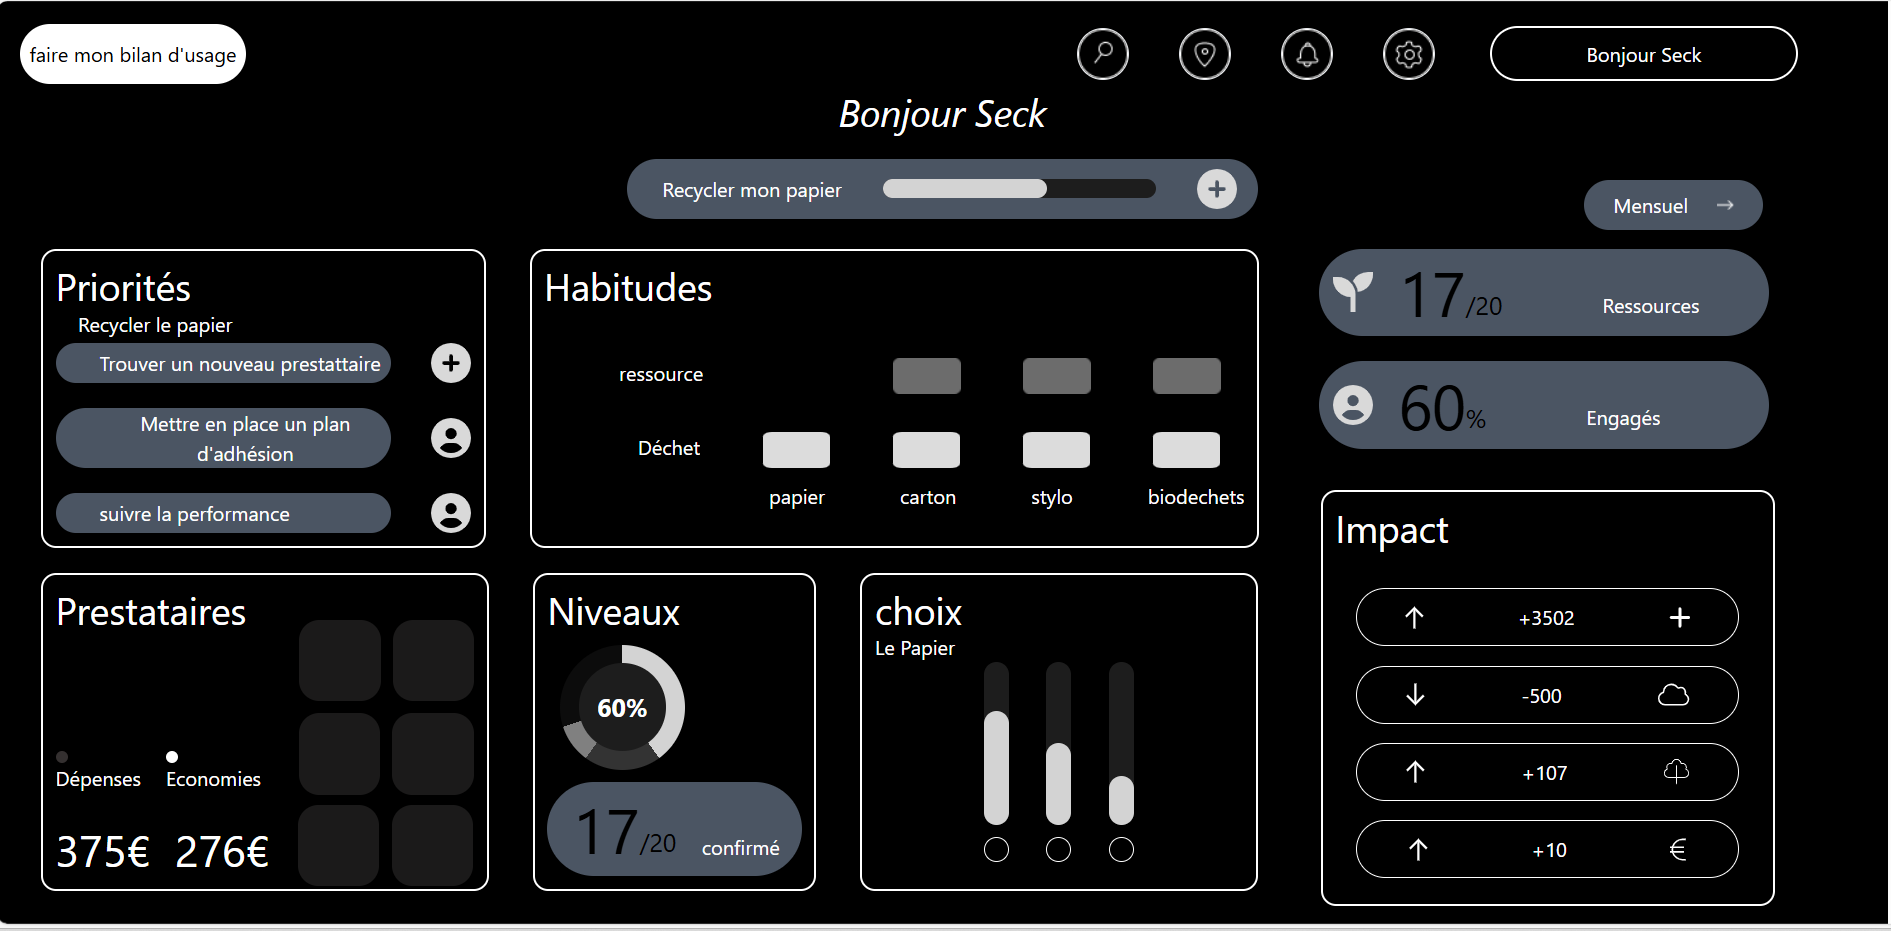 faire mon bilan d'usage
Bonjour Seck
Bonjour Seck
Recycler mon papier
Mensuel
Priorités
Recycler le papier
Trouver un nouveau prestattaire
Mettre en place un plan
d'adhésion
suivre la performance
Habitudes
ressource
Déchet
papier carton stylo biodechets
17/20 Ressources
60% Engagés
Impact
+3502
-500
+107
+10 €
Prestataires
Dépenses Economies
375€ 276€
Niveaux
60%
17/20 confirmé
choix
Le Papier